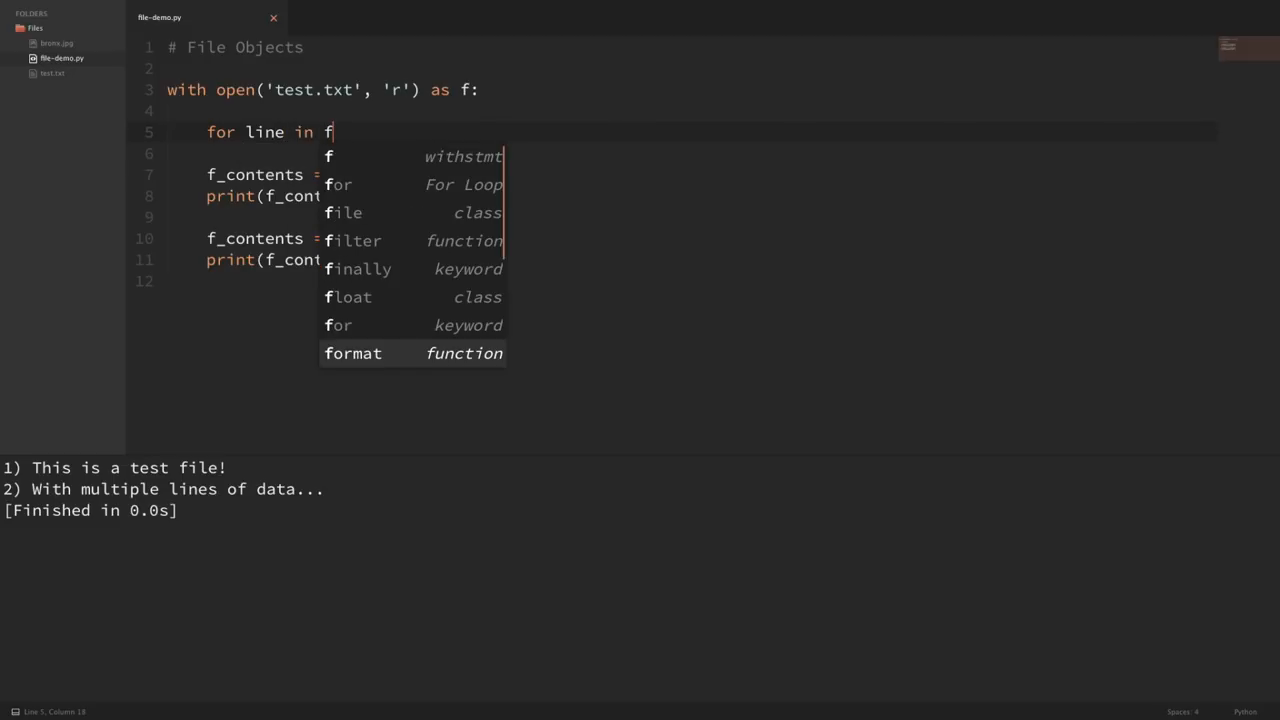 FOLDERS
Files
bronx.jpg
file-demo.py
test.txt
file-demo.py
1 # File Objects
2
3 with open('test.txt', 'r') as f:
4
5 for line in f
6
7 f_contents =
8 print(f_cont
9
10 f_contents =
11 print(f_cont
12
f withstmt
for For Loop
file class
filter function
finally keyword
float class
for keyword
format function
1) This is a test file!
2) With multiple lines of data...
[Finished in 0.0s]
Line 5, Column 18
Spaces: 4
Python